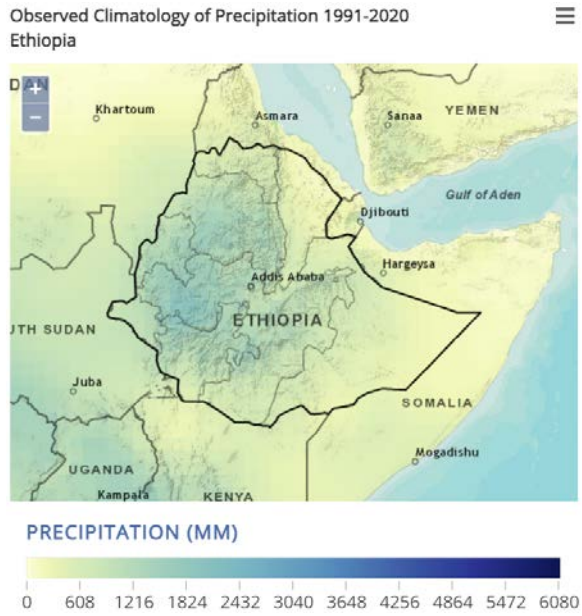 Observed Climatology of Precipitation 1991-2020
Ethiopia
DAN
+
−
Khartoum
Asmara
Sanaa
YEMEN
Gulf of Aden
Djibouti
Hargeysa
Addis Ababa
ETHIOPIA
UTH SUDAN
Juba
SOMALIA
Mogadishu
UGANDA
Kampala
KENYA
PRECIPITATION (MM)
0 608 1216 1824 2432 3040 3648 4256 4864 5472 6080